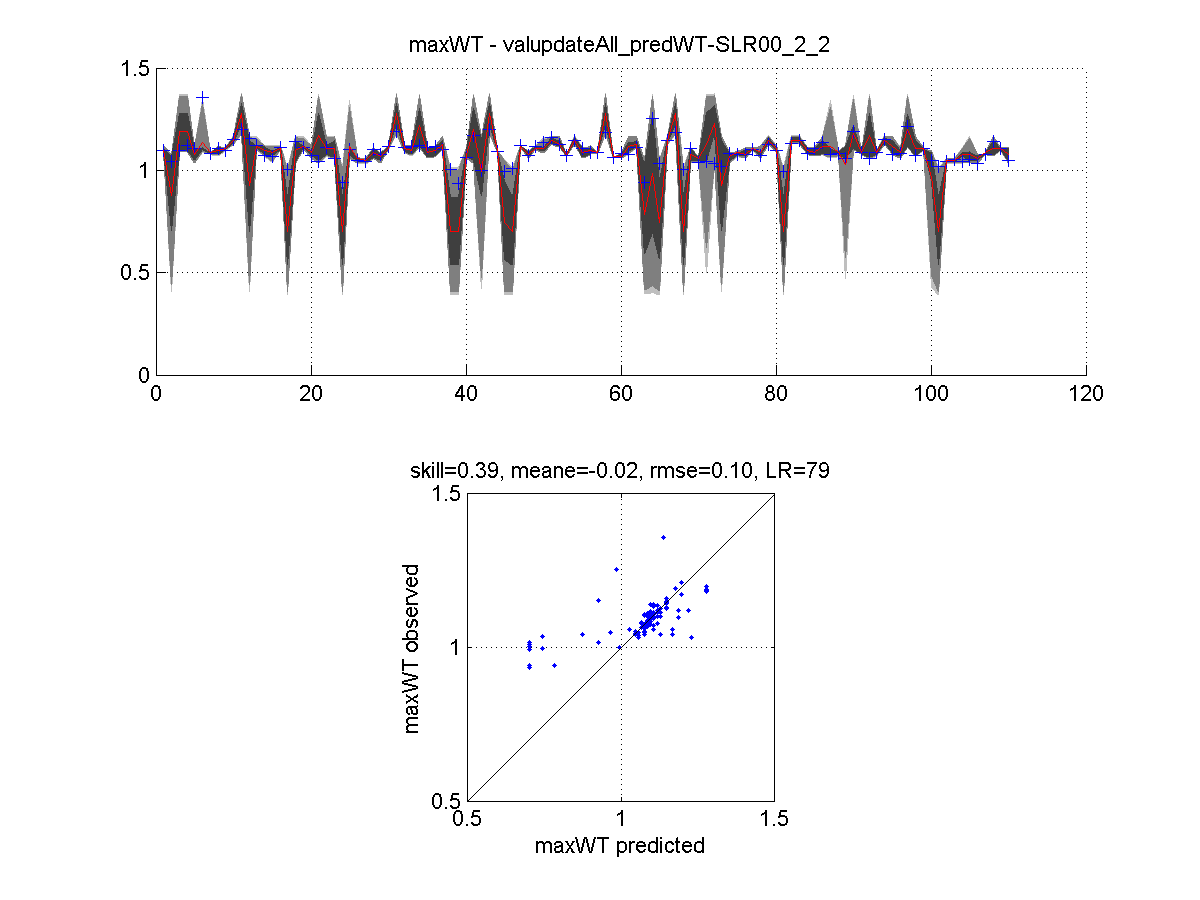 maxWT - valupdateAll_predWT-SLR00_2_2
1.5
1
0.5
0
0 20 40 60 80 100 120
skill=0.39, meane=-0.02, rmse=0.10, LR=79
1.5
maxWT observed
1
0.5
0.5 1 1.5
maxWT predicted